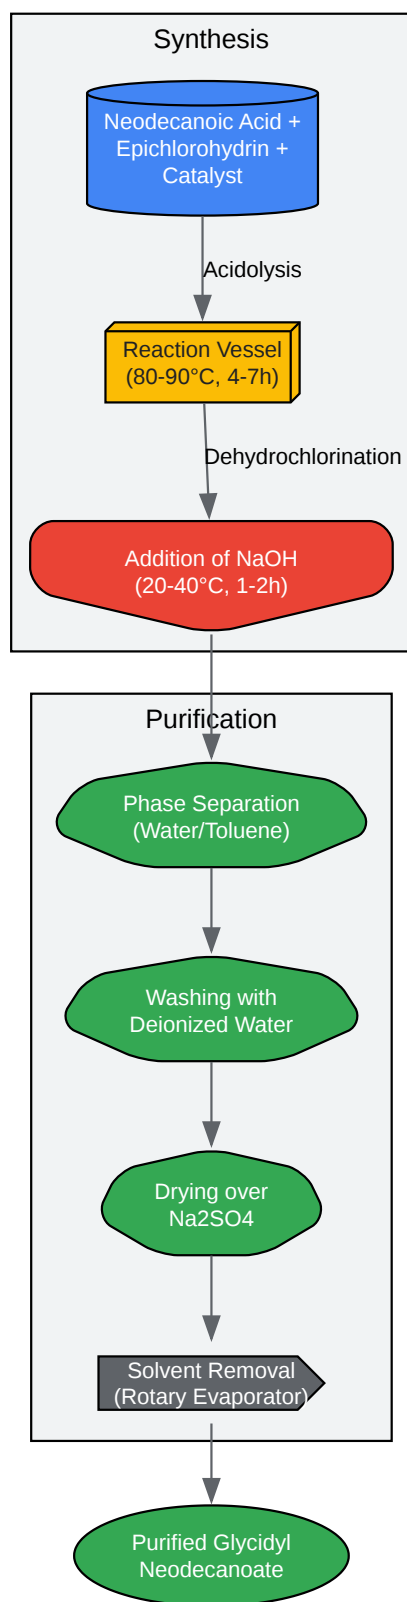 Synthesis
Neodecanoic Acid +
Epichlorohydrin +
Catalyst
Acidolysis
Reaction Vessel
(80-90°C, 4-7h)
Dehydrochlorination
Addition of NaOH
(20-40°C, 1-2h)
Purification
Phase Separation
(Water/Toluene)
Washing with
Deionized Water
Drying over
Na2SO4
Solvent Removal
(Rotary Evaporator)
Purified Glycidyl
Neodecanoate